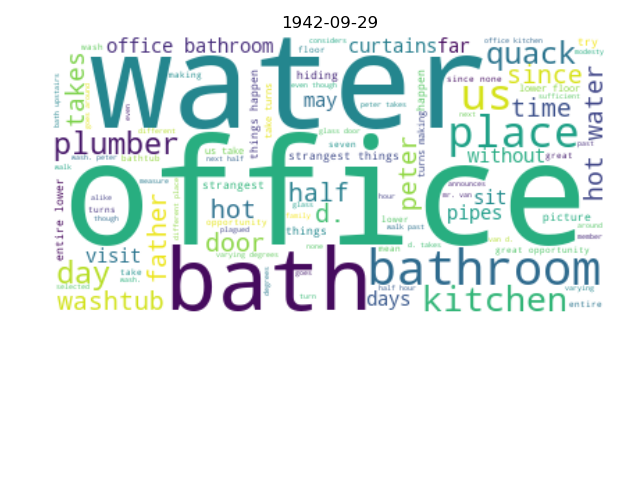 1942-09-29
wash office bathroom considers curtains far office kitchen try
floor quack modesty
bath upstairs takes making water hiding even though since none since
things happen may peter takes happen lower floor
goes around even take turns us time sufficient hot water
plumber different glass door turns making place next
wash. peter bathtub next half strangest things seven without great past
walk office
entire lower alike measure different place strangest half peter announces
father hot opportunity d. hour mr. van sit
turns plagued family lower pipes picture
though door things walk past around
visit varying degrees none van d. member
day take wash. bath glass mean d. takes great opportunity
selected goes degrees half hour bathroom varying
washtub turn days kitchen entire